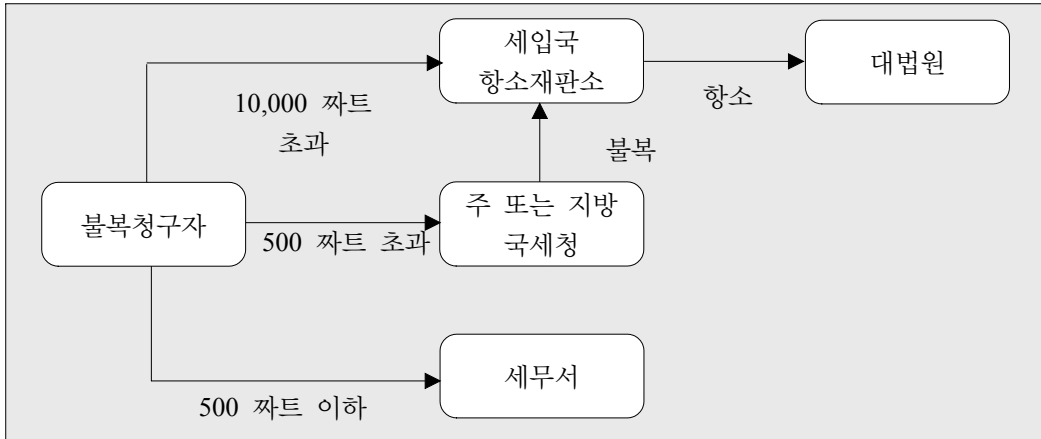 세입국
항소재판소
대법원
10,000 짜트
초과
항소
불복
불복청구자
주 또는 지방
국세청
500 짜트 초과
세무서
500 짜트 이하